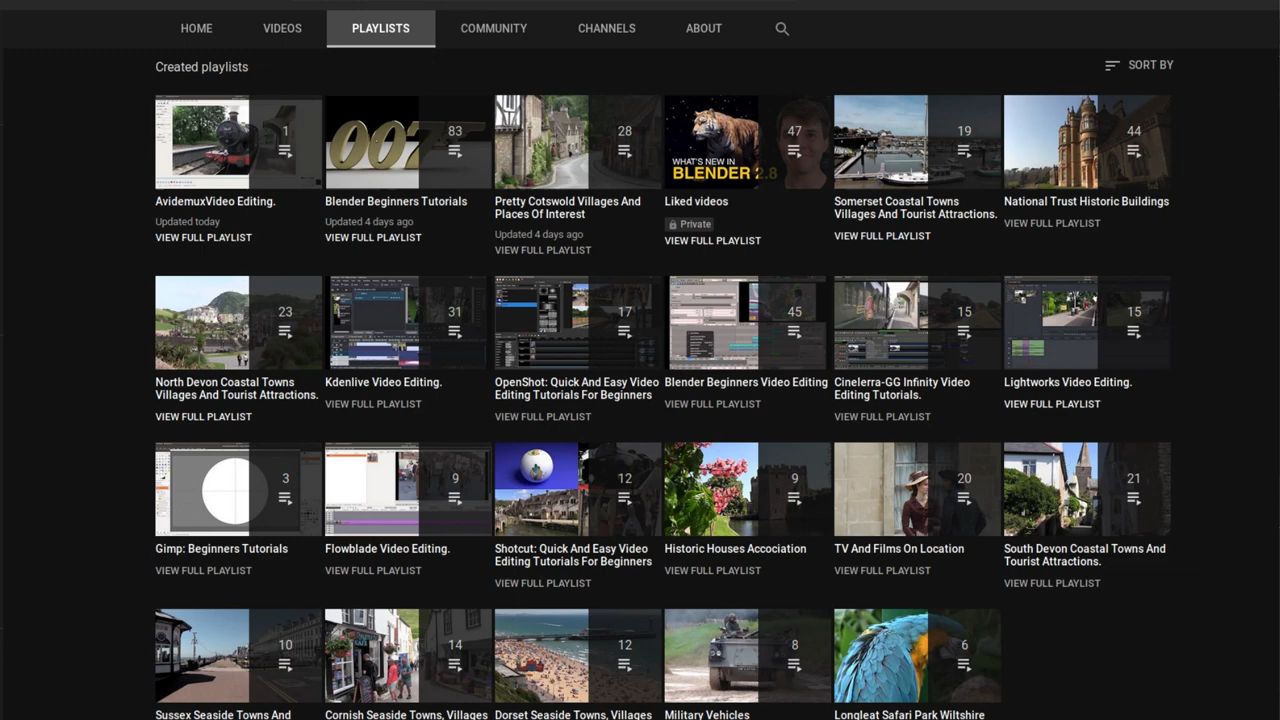 HOME VIDEOS PLAYLISTS COMMUNITY CHANNELS ABOUT
Created playlists SORT BY
1 83 28 47 19 44
007
WHAT'S NEW IN
BLENDER 2.8
AvidemuxVideo Editing.
Updated today
VIEW FULL PLAYLIST
Blender Beginners Tutorials
Updated 4 days ago
VIEW FULL PLAYLIST
Pretty Cotswold Villages And
Places Of Interest
Updated 4 days ago
VIEW FULL PLAYLIST
Liked videos
Private
VIEW FULL PLAYLIST
Somerset Coastal Towns
Villages And Tourist Attractions.
VIEW FULL PLAYLIST
National Trust Historic Buildings
VIEW FULL PLAYLIST
23 31 17 45 15 15
North Devon Coastal Towns
Villages And Tourist Attractions.
VIEW FULL PLAYLIST
Kdenlive Video Editing.
VIEW FULL PLAYLIST
OpenShot: Quick And Easy Video
Editing Tutorials For Beginners
VIEW FULL PLAYLIST
Blender Beginners Video Editing
VIEW FULL PLAYLIST
Cinelerra-GG Infinity Video
Editing Tutorials.
VIEW FULL PLAYLIST
Lightworks Video Editing.
VIEW FULL PLAYLIST
3 9 12 9 20 21
Gimp: Beginners Tutorials
VIEW FULL PLAYLIST
Flowblade Video Editing.
VIEW FULL PLAYLIST
Shotcut: Quick And Easy Video
Editing Tutorials For Beginners
VIEW FULL PLAYLIST
Historic Houses Accociation
VIEW FULL PLAYLIST
TV And Films On Location
VIEW FULL PLAYLIST
South Devon Coastal Towns And
Tourist Attractions.
VIEW FULL PLAYLIST
10 14 12 8 6
Sussex Seaside Towns And
Cornish Seaside Towns, Villages
Dorset Seaside Towns, Villages
Military Vehicles
Longleat Safari Park Wiltshire